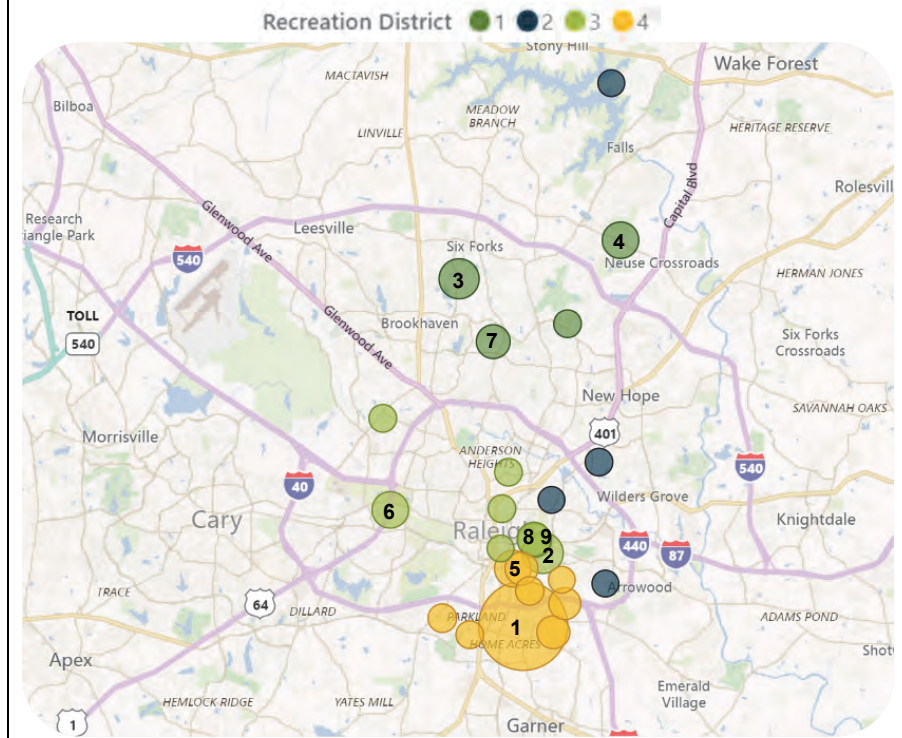 Recreation District 1 2 3 4
Stony Hill
Wake Forest
MACTAVISH
Bilboa
MEADOW
BRANCH
LINVILLE
HERITAGE RESERVE
Falls
Capital Blvd
Rolesvill
Research
iangle Park
Glenwood Ave
Leesville
4
Six Forks
540
Neuse Crossroads
3
HERMAN JONES
TOLL
540
Glenwood Ave
Brookhaven
7
Six Forks
Crossroads
New Hope
SAVANNAH OAKS
Morrisville
401
ANDERSON
HEIGHTS
540
40
Wilders Grove
6
Cary
Raleigh
8 9
2
Knightdale
440
87
5
Arrowood
TRACE
64
DILLARD
PARKLAND
1
HOME ACRES
ADAMS POND
Apex
Shot
Emerald
Village
HEMLOCK RIDGE
YATES MILL
1
Garner